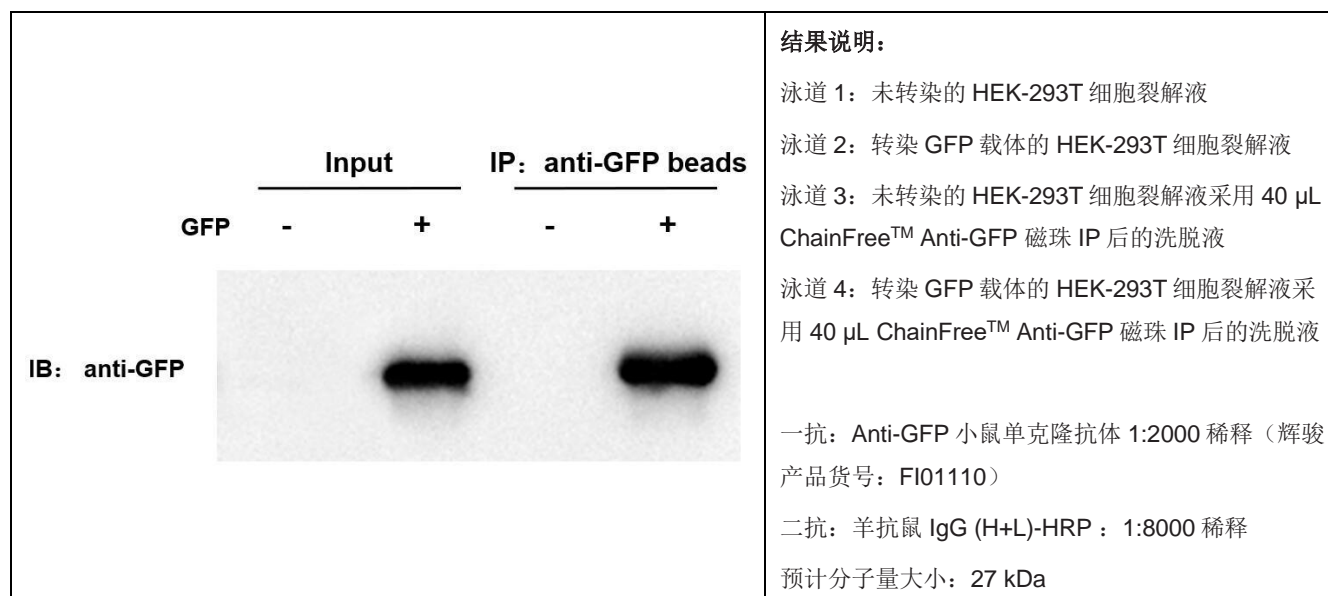 Input
IP：anti-GFP beads
GFP - + - +
IB： anti-GFP
结果说明：
泳道 1：未转染的 HEK-293T 细胞裂解液
泳道 2：转染 GFP 载体的 HEK-293T 细胞裂解液
泳道 3：未转染的 HEK-293T 细胞裂解液采用 40 µL
ChainFree™ Anti-GFP 磁珠 IP 后的洗脱液
泳道 4：转染 GFP 载体的 HEK-293T 细胞裂解液采
用 40 µL ChainFree™ Anti-GFP 磁珠 IP 后的洗脱液
一抗：Anti-GFP 小鼠单克隆抗体 1:2000 稀释（辉骏
产品货号：FI01110）
二抗：羊抗鼠 IgG (H+L)-HRP ：1:8000 稀释
预计分子量大小：27 kDa